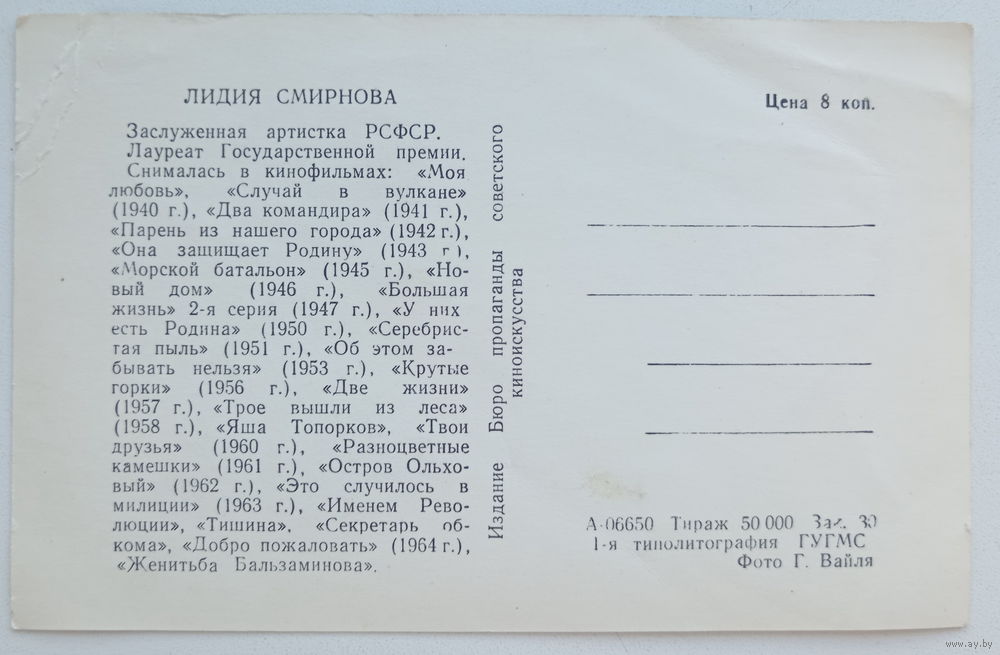 ЛИДИЯ СМИРНОВА
Заслуженная артистка РСФСР.
Лауреат Государственной премии.
Снималась в кинофильмах: «Моя
любовь», «Случай в вулкане»
(1940 г.), «Два командира» (1941 г.),
«Парень из нашего города» (1942 г.),
«Она защищает Родину» (1943 г.),
«Морской батальон» (1945 г.), «Но-
вый дом» (1946 г.), «Большая
жизнь» 2-я серия (1947 г.), «У них
есть Родина» (1950 г.), «Серебрис-
тая пыль» (1951 г.), «Об этом за-
бывать нельзя» (1953 г.), «Крутые
горки» (1956 г.), «Две жизни»
(1957 г.), «Трое вышли из леса»
(1958 г.), «Яша Топорков», «Твои
друзья» (1960 г.), «Разноцветные
камешки» (1961 г.), «Остров Ольхо-
вый» (1962 г.), «Это случилось в
милиции» (1963 г.), «Именем Рево-
люции», «Тишина», «Секретарь об-
кома», «Добро пожаловать» (1964 г.),
«Женитьба Бальзаминова».
Издание Бюро пропаганды советского
киноискусства
Цена 8 коп.
А-06650 Тираж 50 000 Зак. 30
1-я типолитография ГУГМС
Фото Г. Вайля
www.ay.by